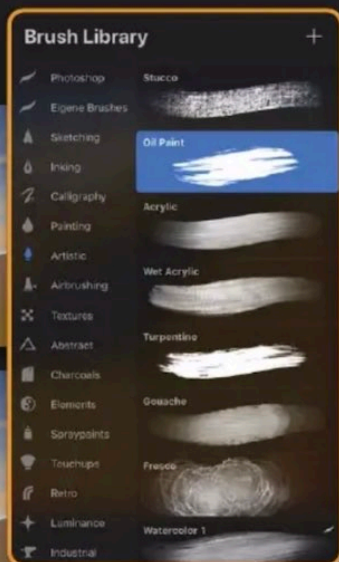 Brush Library
Photoshop
Eigene Brushes
Sketching
Inking
Calligraphy
Painting
Artistic
Airbrushing
Textures
Abstract
Charcoals
Elements
Spraypaints
Touchups
Retro
Luminance
Industrial
Stucco
Oil Paint
Acrylic
Wet Acrylic
Turpentine
Gouache
Fresco
Watercolor 1